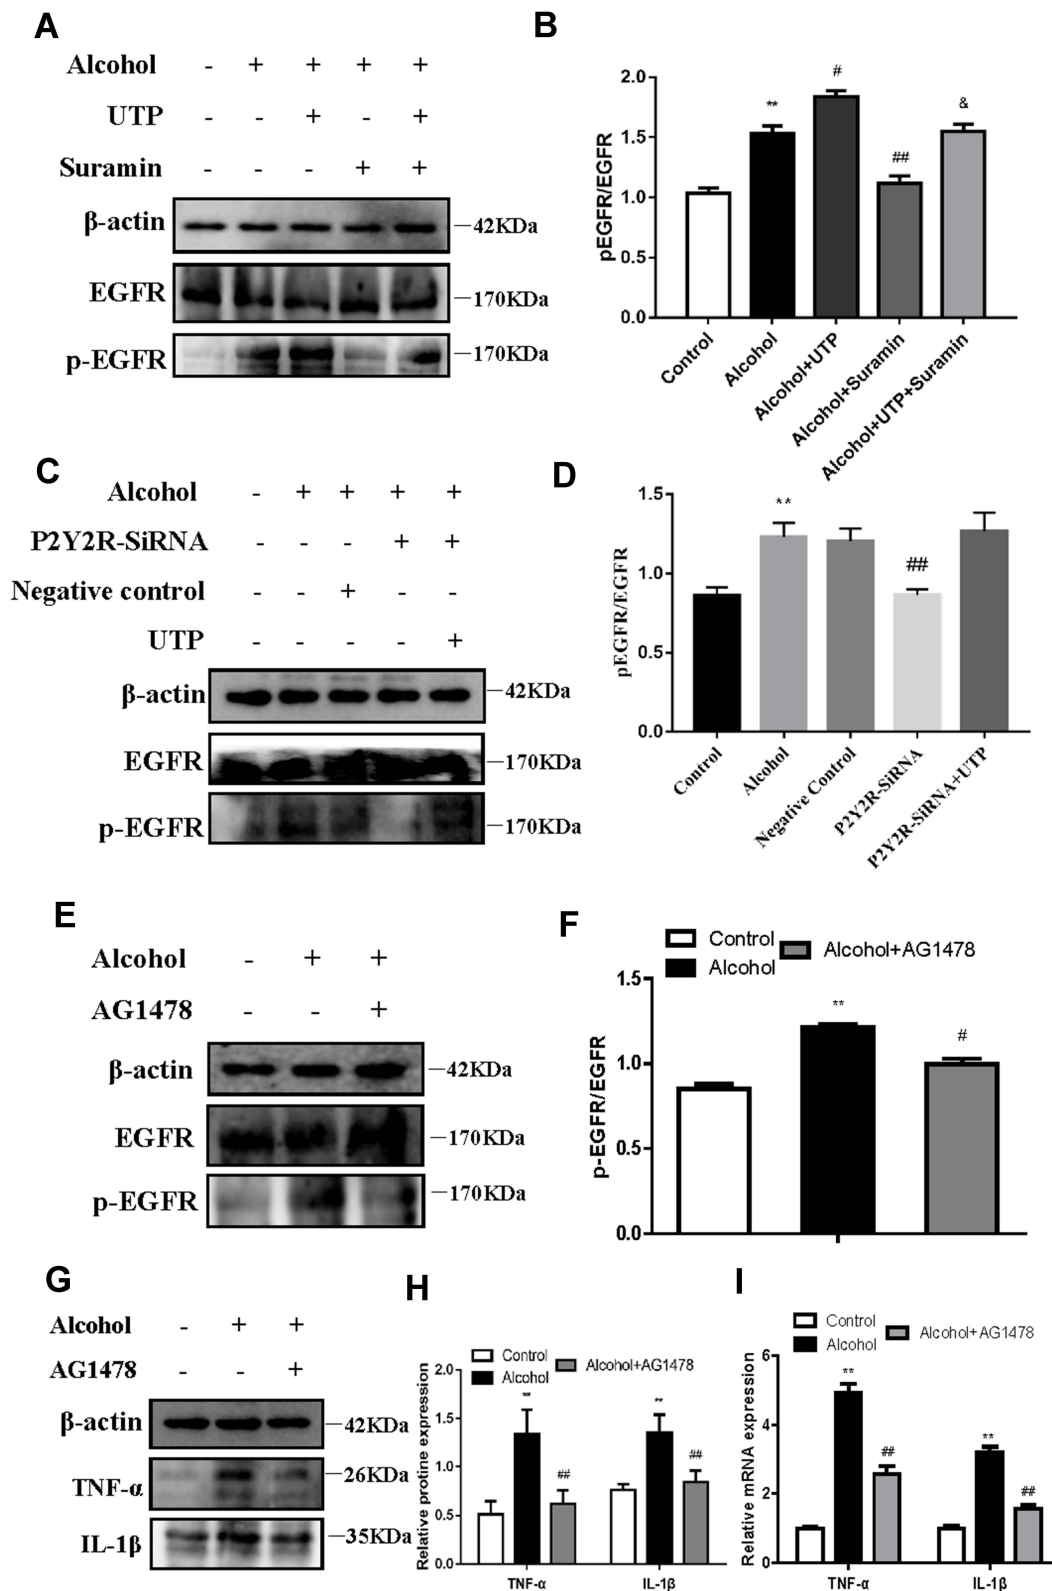 A
Alcohol - + + + +
UTP - - + - +
Suramin - - - + +
β-actin
42KDa
EGFR
170KDa
p-EGFR
170KDa
B
pEGFR/EGFR
2.0
1.5
1.0
0.5
0.0
**
#
##
&
Control
Alcohol
Alcohol+UTP
Alcohol+Suramin
Alcohol+UTP+Suramin
C
Alcohol - + + + +
P2Y2R-SiRNA - - - + +
Negative control - - + - -
UTP - - - - +
β-actin
42KDa
EGFR
170KDa
p-EGFR
170KDa
D
pEGFR/EGFR
1.5
1.0
0.5
0.0
**
##
Control
Alcohol
Negative Control
P2Y2R-SiRNA
P2Y2R-SiRNA+UTP
E
Alcohol - + +
AG1478 - - +
β-actin
42KDa
EGFR
170KDa
p-EGFR
170KDa
F
Control
Alcohol
Alcohol+AG1478
p-EGFR/EGFR
1.5
1.0
0.5
0.0
**
#
G
Alcohol - + +
AG1478 - - +
β-actin
42KDa
TNF-α
26KDa
IL-1β
35KDa
H
Control
Alcohol
Alcohol+AG1478
Relative protine expression
2.0
1.5
1.0
0.5
0.0
**
##
**
##
TNF-α
IL-1β
I
Control
Alcohol
Alcohol+AG1478
Relative mRNA expression
6
4
2
0
**
##
**
##
TNF-α
IL-1β